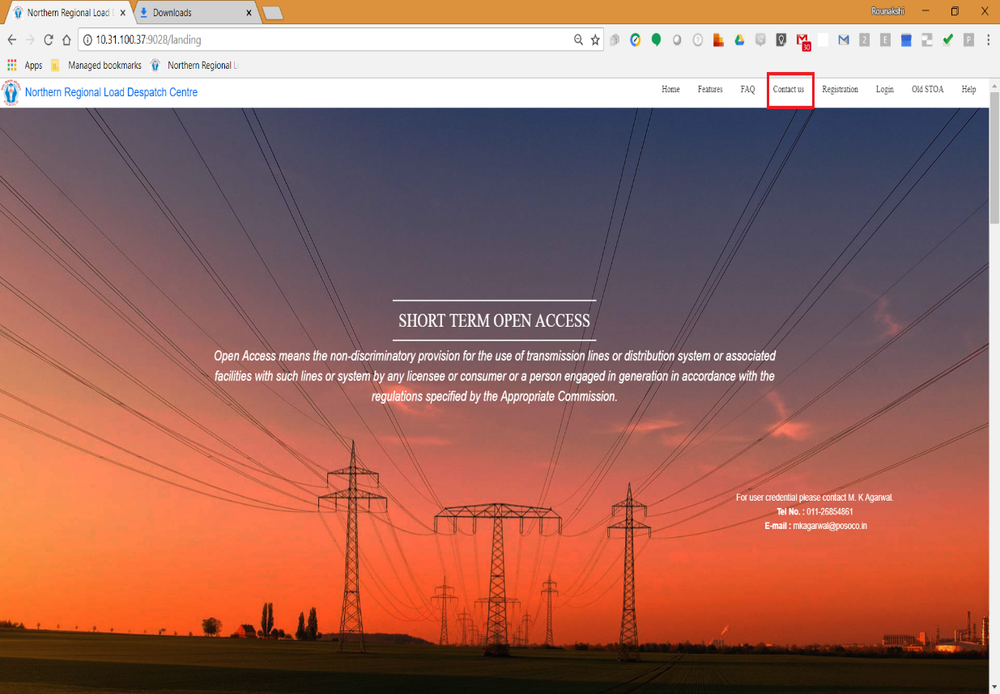 Northern Regional Load D
Downloads
Rounakshi
10.31.100.37:9028/landing
30
2
E
P
Apps
Managed bookmarks
Northern Regional Lo
Northern Regional Load Despatch Centre
Home
Features
FAQ
Contact us
Registration
Login
Old STOA
Help
SHORT TERM OPEN ACCESS
Open Access means the non-discriminatory provision for the use of transmission lines or distribution system or associated
facilities with such lines or system by any licensee or consumer or a person engaged in generation in accordance with the
regulations specified by the Appropriate Commission.
For user credential please contact M. K Agarwal.
Tel No. : 011-26854861
E-mail : mkagarwal@posoco.in